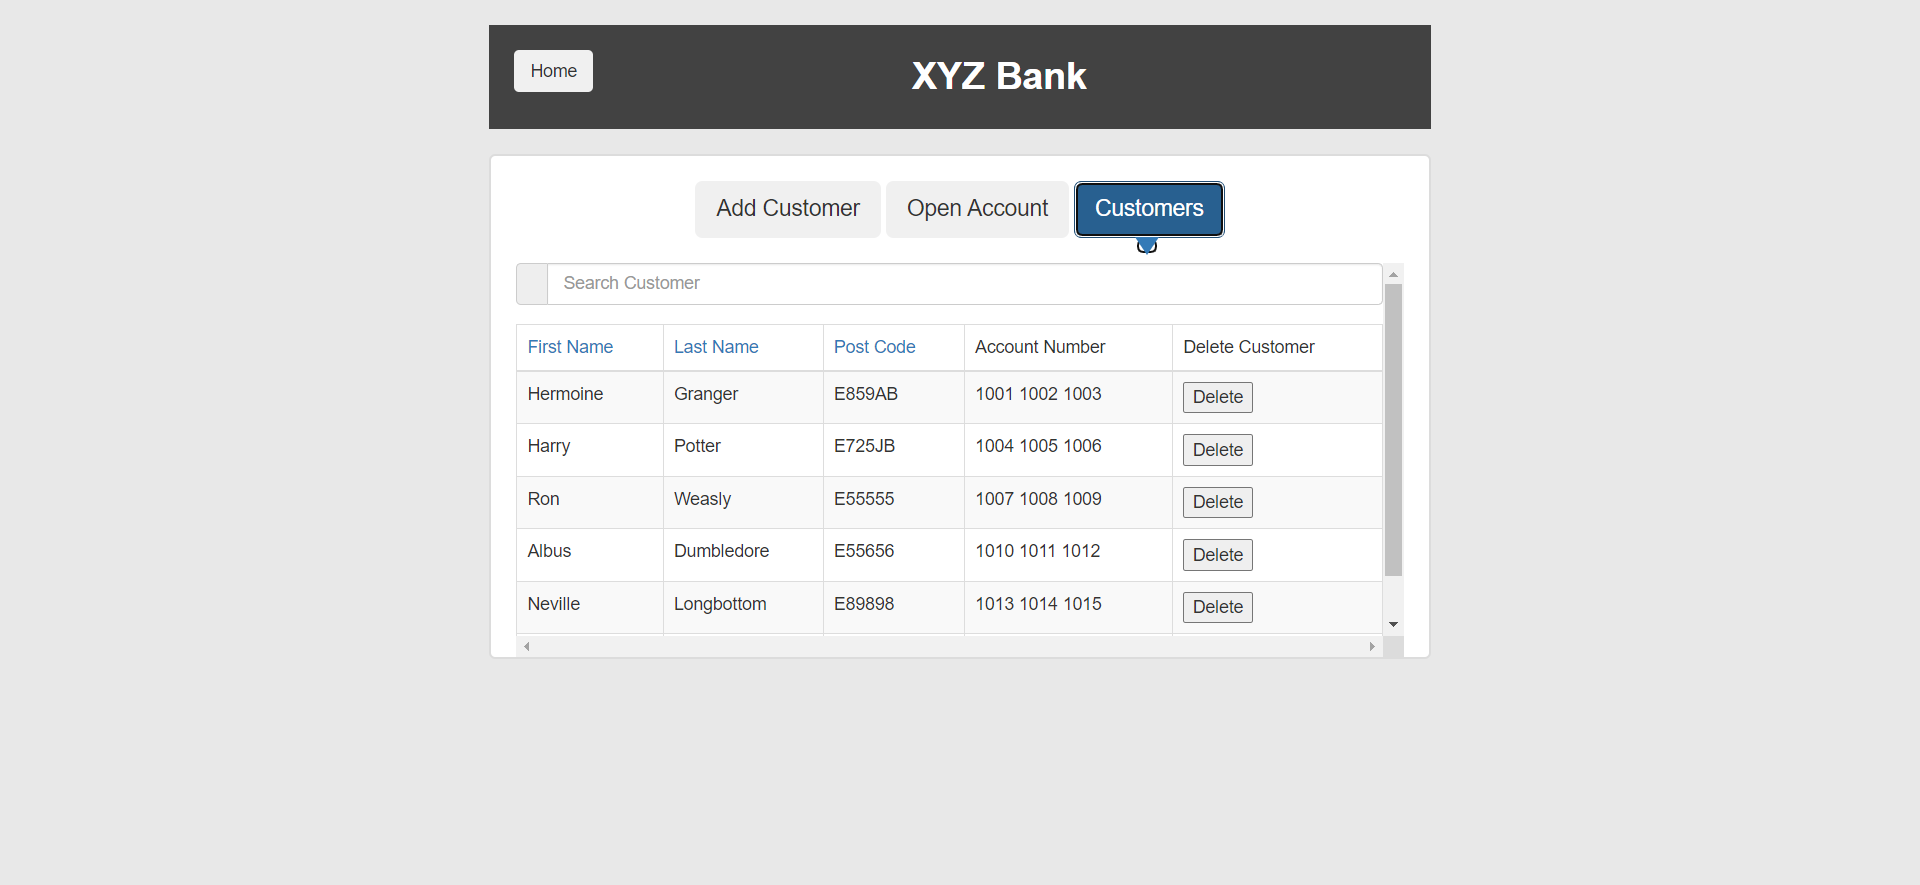 Home
XYZ Bank
Add Customer Open Account Customers
Search Customer
First Name Last Name Post Code Account Number Delete Customer
Hermoine Granger E859AB 1001 1002 1003 Delete
Harry Potter E725JB 1004 1005 1006 Delete
Ron Weasly E55555 1007 1008 1009 Delete
Albus Dumbledore E55656 1010 1011 1012 Delete
Neville Longbottom E89898 1013 1014 1015 Delete